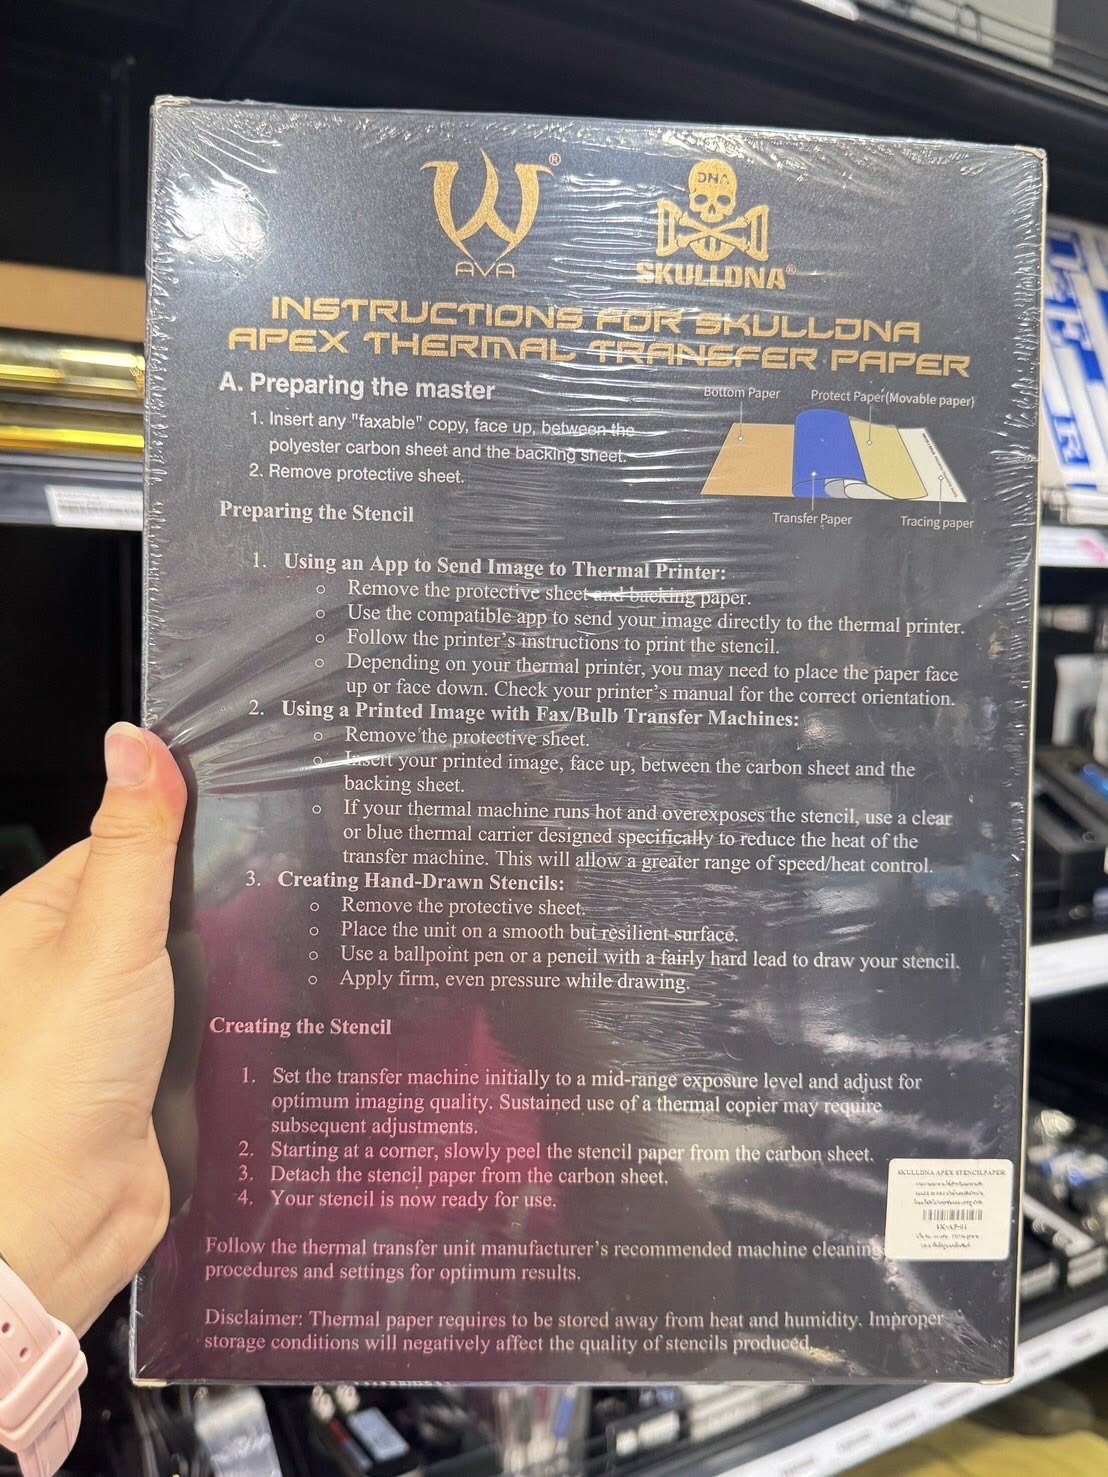 AVA
®
DNA
SKULLDNA®
INSTRUCTIONS FOR SKULLDNA
APEX THERMAL TRANSFER PAPER
A. Preparing the master
1. Insert any "faxable" copy, face up, between the
polyester carbon sheet and the backing sheet.
2. Remove protective sheet.
Bottom Paper
Protect Paper(Movable paper)
Transfer Paper
Tracing paper
Preparing the Stencil
1. Using an App to Send Image to Thermal Printer:
o Remove the protective sheet and backing paper.
o Use the compatible app to send your image directly to the thermal printer.
o Follow the printer's instructions to print the stencil.
o Depending on your thermal printer, you may need to place the paper face
up or face down. Check your printer's manual for the correct orientation.
2. Using a Printed Image with Fax/Bulb Transfer Machines:
o Remove the protective sheet.
o Insert your printed image, face up, between the carbon sheet and the
backing sheet.
o If your thermal machine runs hot and overexposes the stencil, use a clear
or blue thermal carrier designed specifically to reduce the heat of the
transfer machine. This will allow a greater range of speed/heat control.
3. Creating Hand-Drawn Stencils:
o Remove the protective sheet.
o Place the unit on a smooth but resilient surface.
o Use a ballpoint pen or a pencil with a fairly hard lead to draw your stencil.
o Apply firm, even pressure while drawing.
Creating the Stencil
1. Set the transfer machine initially to a mid-range exposure level and adjust for
optimum imaging quality. Sustained use of a thermal copier may require
subsequent adjustments.
2. Starting at a corner, slowly peel the stencil paper from the carbon sheet.
3. Detach the stencil paper from the carbon sheet.
4. Your stencil is now ready for use.
Follow the thermal transfer unit manufacturer's recommended machine cleaning
procedures and settings for optimum results.
Disclaimer: Thermal paper requires to be stored away from heat and humidity. Improper
storage conditions will negatively affect the quality of stencils produced.
SKULLDNA APEX STENCILPAPER